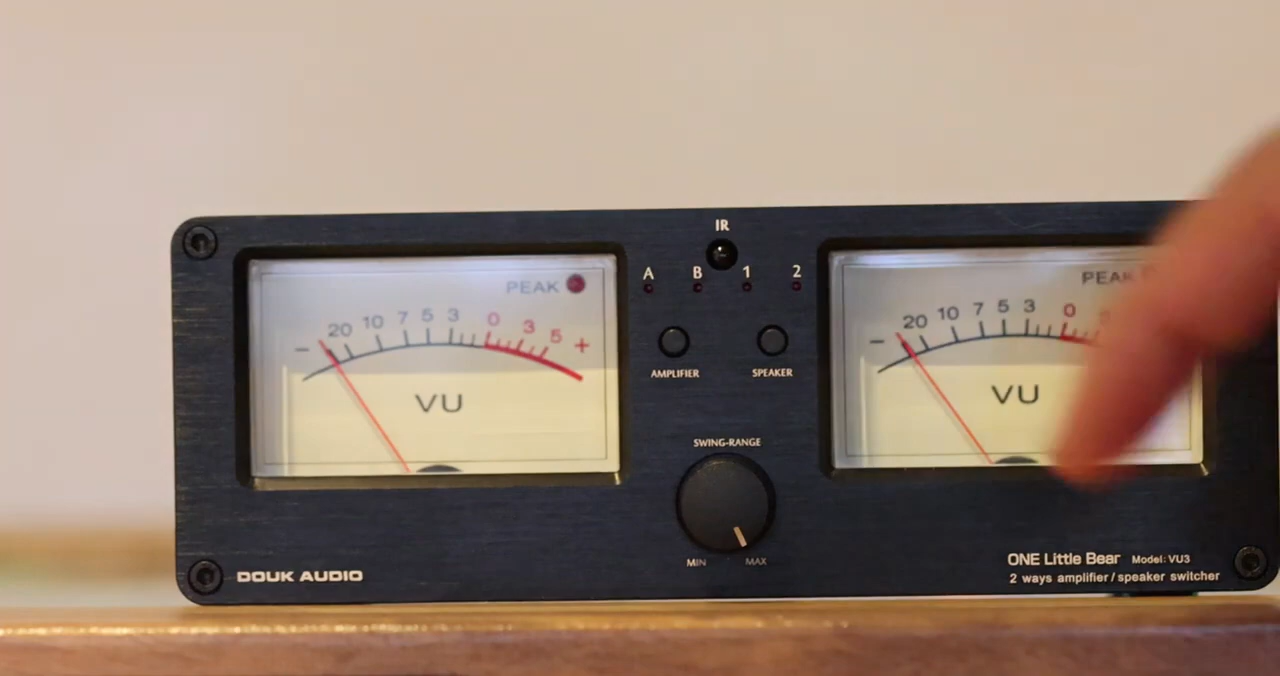 IR
A B 1 2
AMPLIFIER SPEAKER
SWING-RANGE
MIN MAX
PEAK
20 10 7 5 3 0 3 5
- +
VU
PEAK
20 10 7 5 3 0
-
VU
DOUK AUDIO
ONE Little Bear Model: VU3
2 ways amplifier/speaker switcher